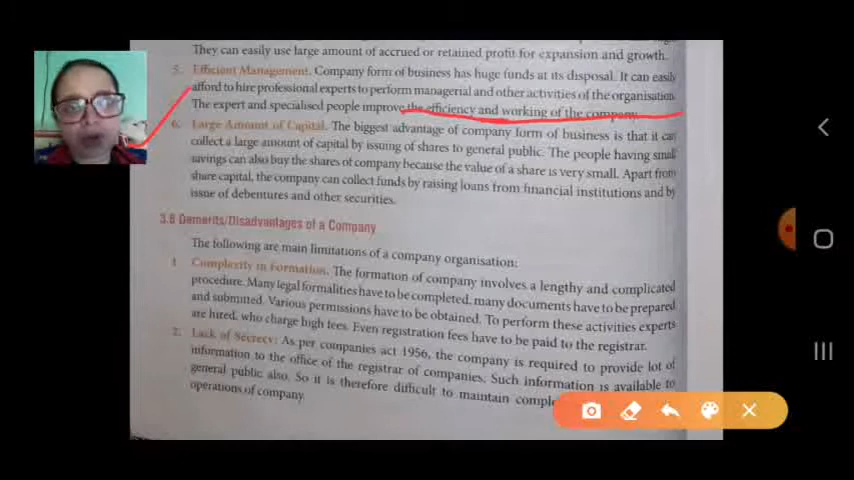 They can easily use large amount of accrued or retained profit for expansion and growth.
5. Efficient Management. Company form of business has huge funds at its disposal. It can easily
afford to hire professional experts to perform managerial and other activities of the organisation.
The expert and specialised people improve the efficiency and working of the company.
6. Large Amount of Capital. The biggest advantage of company form of business is that it can
collect a large amount of capital by issuing of shares to general public. The people having small
savings can also buy the shares of company because the value of a share is very small. Apart from
share capital, the company can collect funds by raising loans from financial institutions and by
issue of debentures and other securities.
3.8 Demerits/Disadvantages of a Company
The following are main limitations of a company organisation:
1 Complexity in Formation. The formation of company involves a lengthy and complicated
procedure. Many legal formalities have to be completed, many documents have to be prepared
and submitted. Various permissions have to be obtained. To perform these activities experts
are hired, who charge high fees. Even registration fees have to be paid to the registrar.
2. Lack of Secrecy: As per companies act 1956, the company is required to provide lot of
information to the office of the registrar of companies. Such information is available to
general public also. So it is therefore difficult to maintain comple
operations of company.